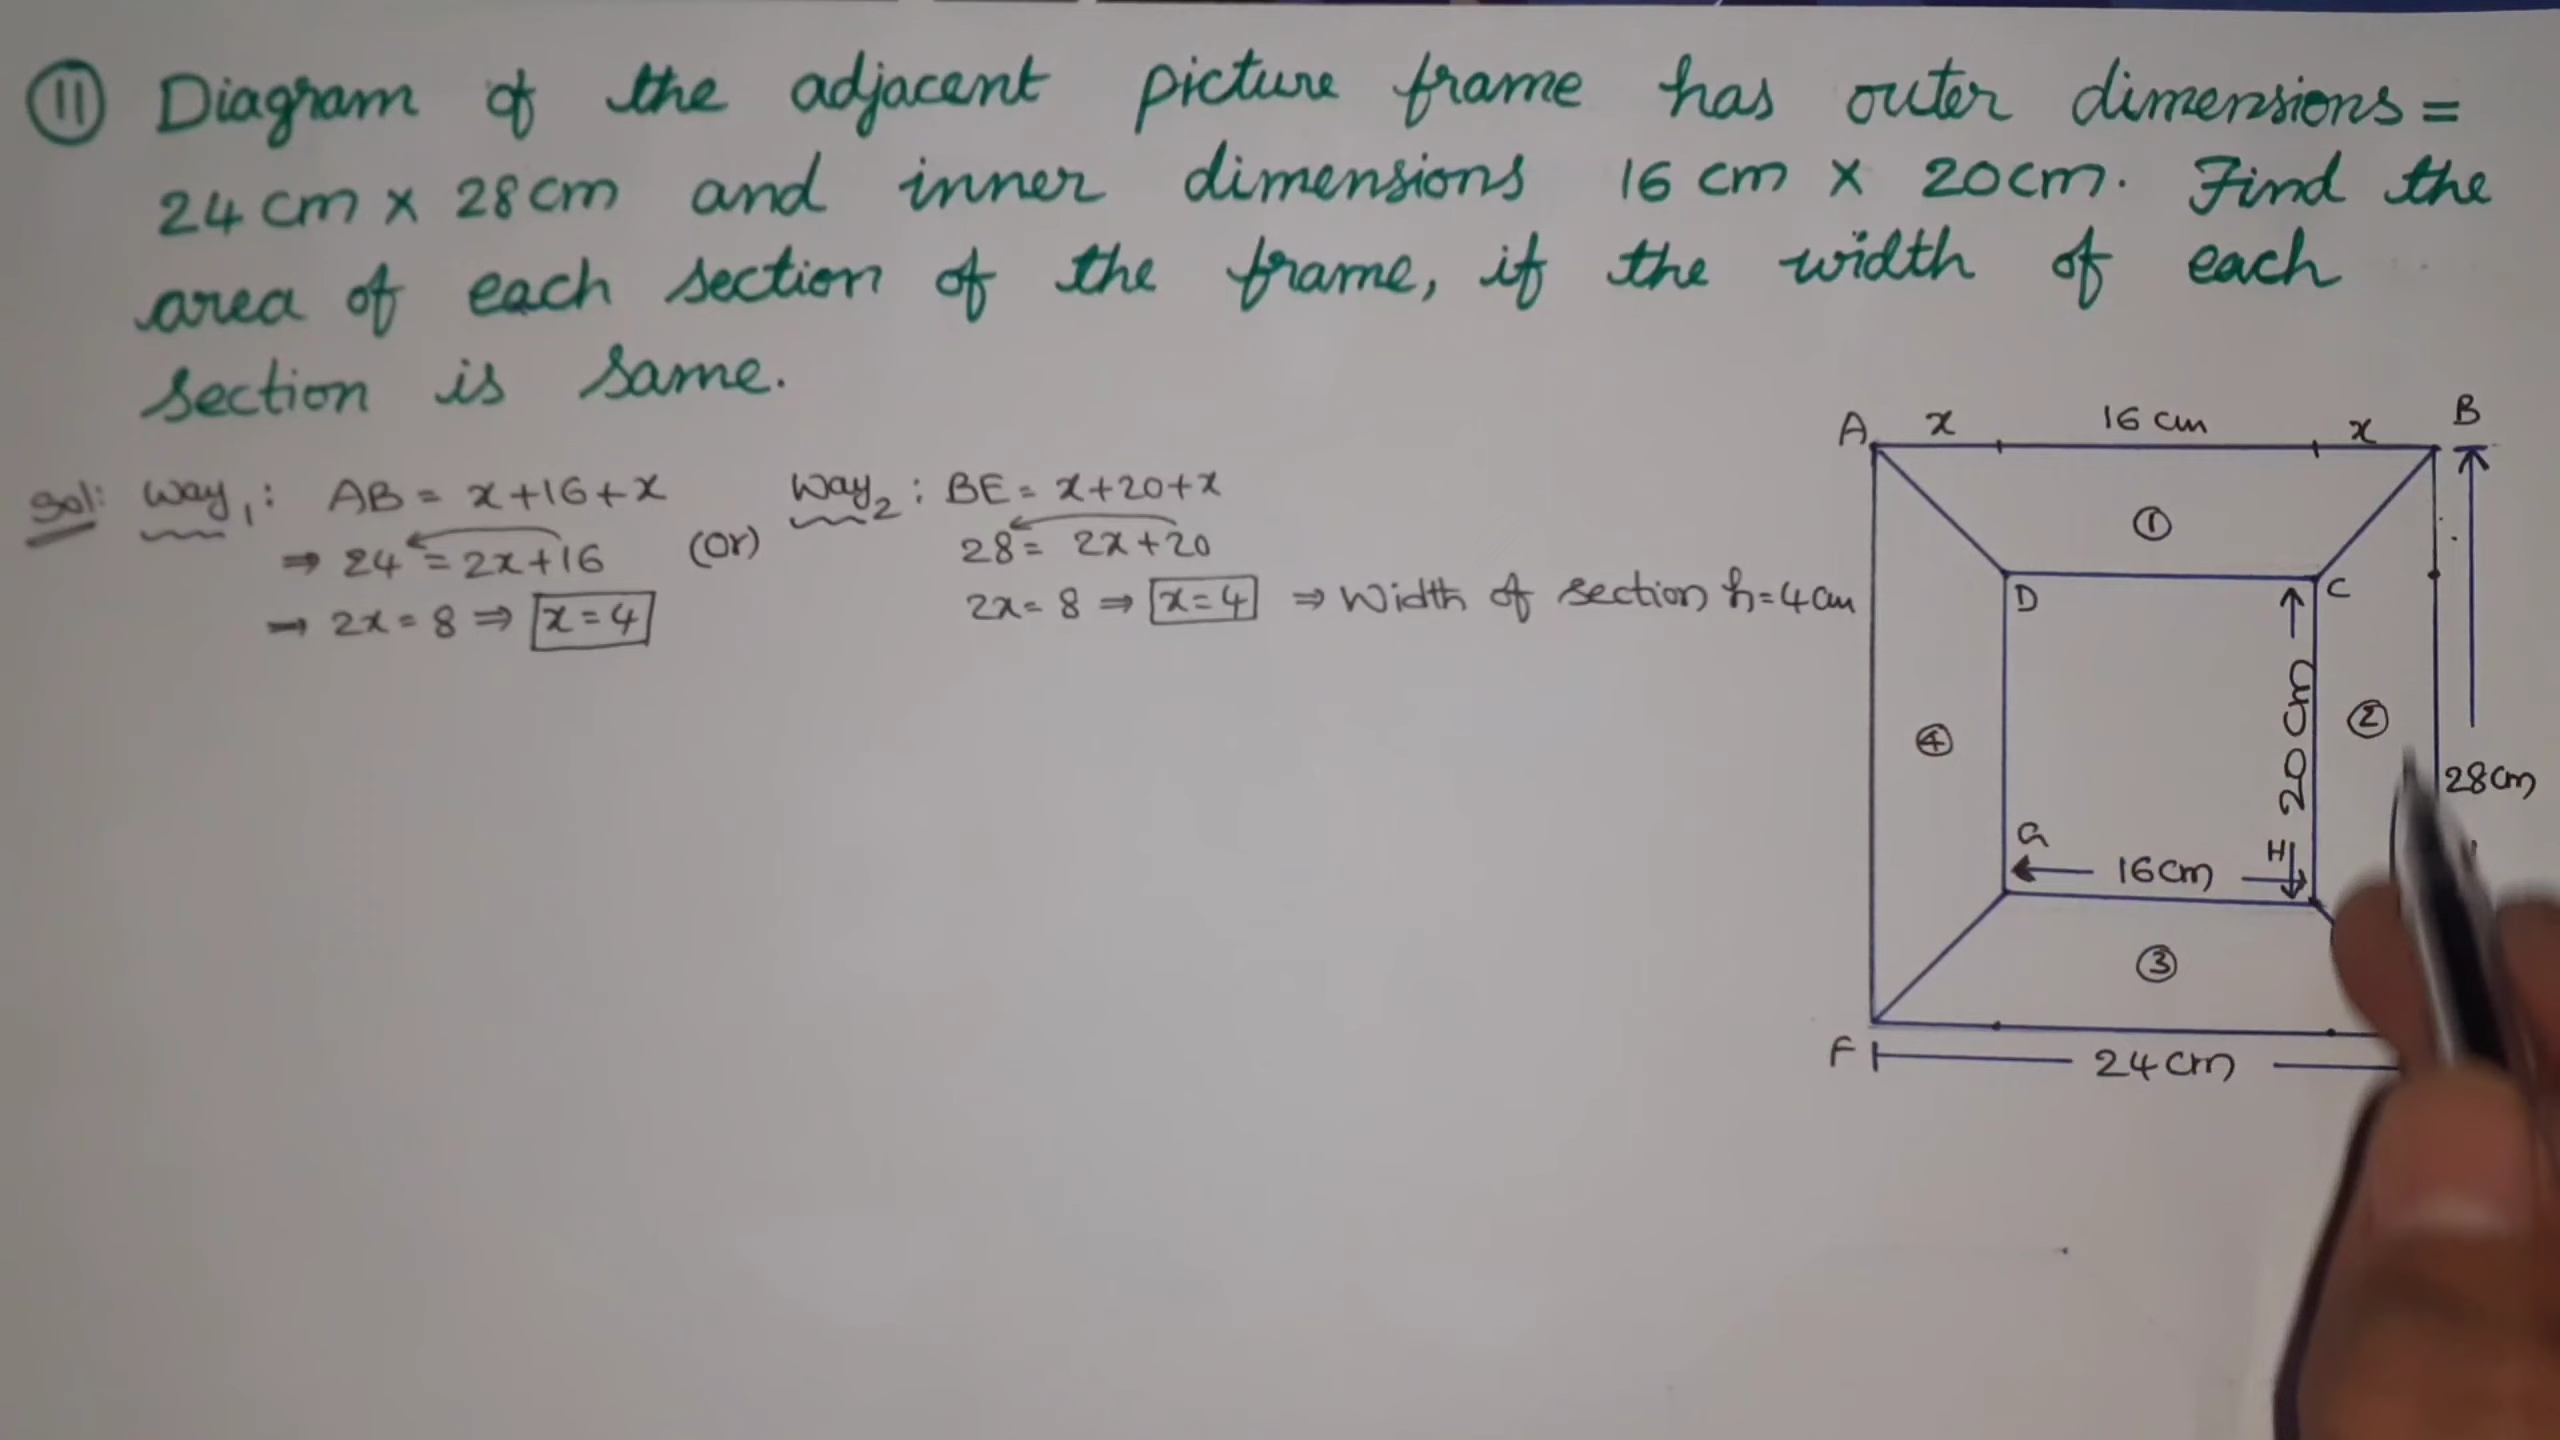 11 Diagram of the adjacent picture frame has outer dimensions =
24 cm x 28 cm and inner dimensions 16 cm x 20 cm. Find the
area of each section of the frame, if the width of each
section is same.
Sol: Way1: AB = x+16+x
⇒ 24 = 2x+16
→ 2x = 8 ⇒ x = 4
(or)
Way2: BE = x+20+x
28 = 2x+20
2x = 8 ⇒ x = 4 ⇒ Width of section h = 4 cm
A x 16 cm x B
1
D C
20 cm
2
4
28 cm
G H
16 cm
3
F 24 cm